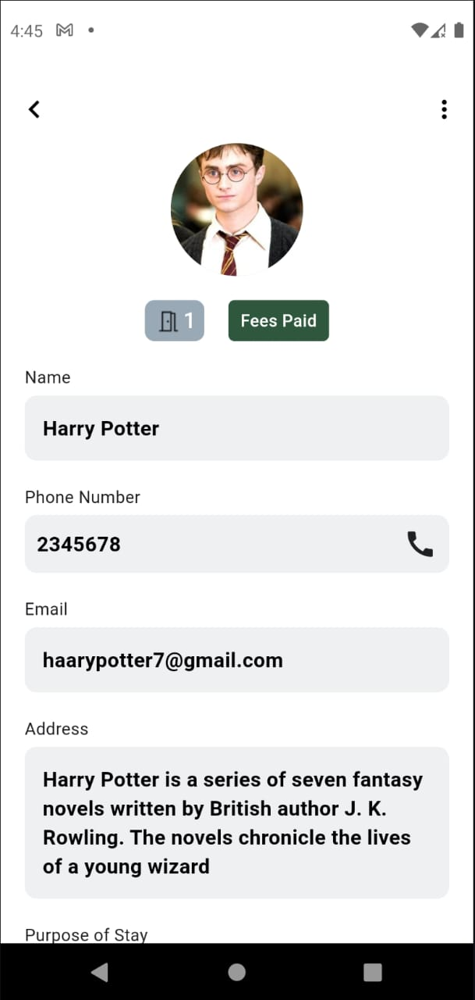 4:45
1
Fees Paid
Name
Harry Potter
Phone Number
2345678
Email
haarypotter7@gmail.com
Address
Harry Potter is a series of seven fantasy
novels written by British author J. K.
Rowling. The novels chronicle the lives
of a young wizard
Purpose of Stay